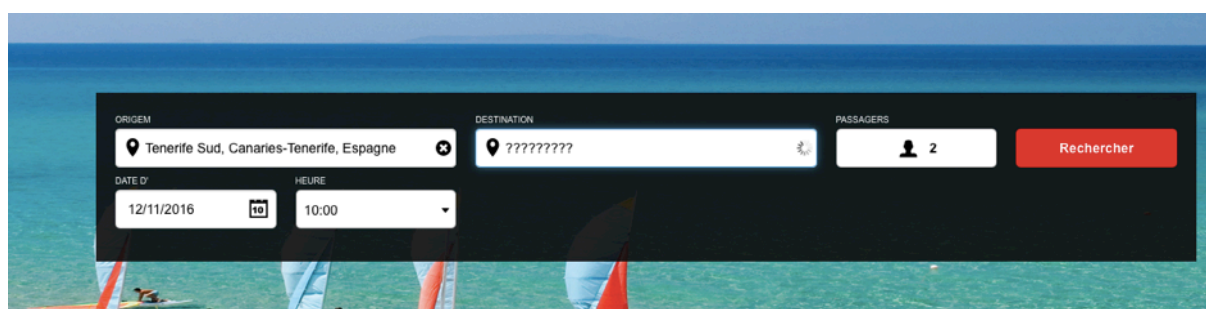 ORIGEM
Tenerife Sud, Canaries-Tenerife, Espagne
DESTINATION
?????????
PASSAGERS
2
Rechercher
DATE D'
12/11/2016
10
HEURE
10:00